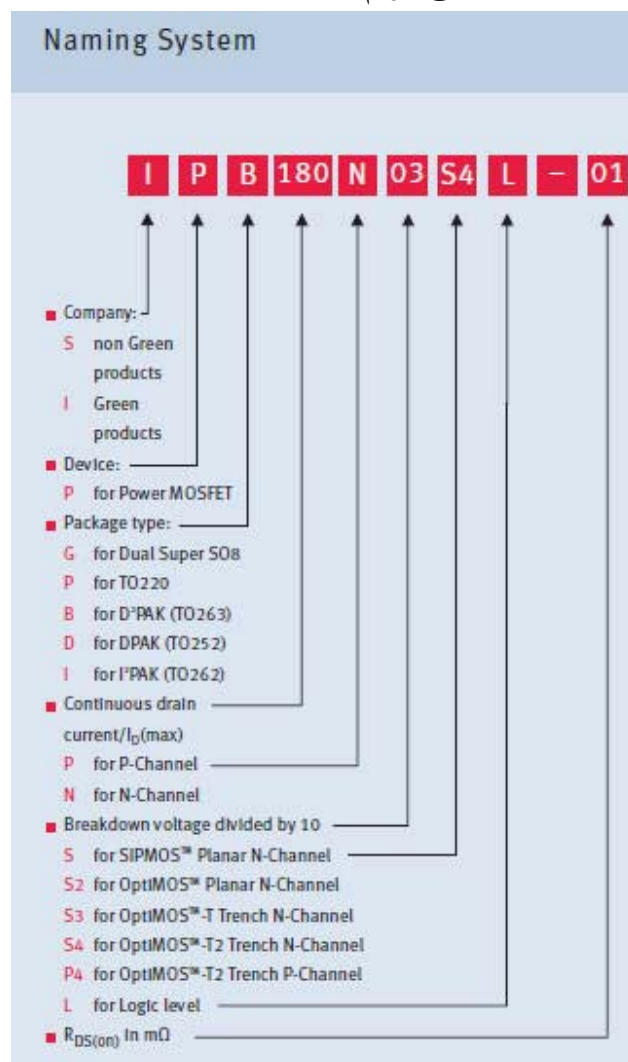 Naming System
I P B 180 N 03 S4 L – 01
Company:
S non Green
products
I Green
products
Device:
P for Power MOSFET
Package type:
G for Dual Super SO8
P for TO220
B for D²PAK (TO263)
D for DPAK (TO252)
I for I²PAK (TO262)
Continuous drain
current/I_D(max)
P for P-Channel
N for N-Channel
Breakdown voltage divided by 10
S for SIPMOS™ Planar N-Channel
S2 for OptiMOS™ Planar N-Channel
S3 for OptiMOS™-T Trench N-Channel
S4 for OptiMOS™-T2 Trench N-Channel
P4 for OptiMOS™-T2 Trench P-Channel
L for Logic level
R_DS(on) in mΩ